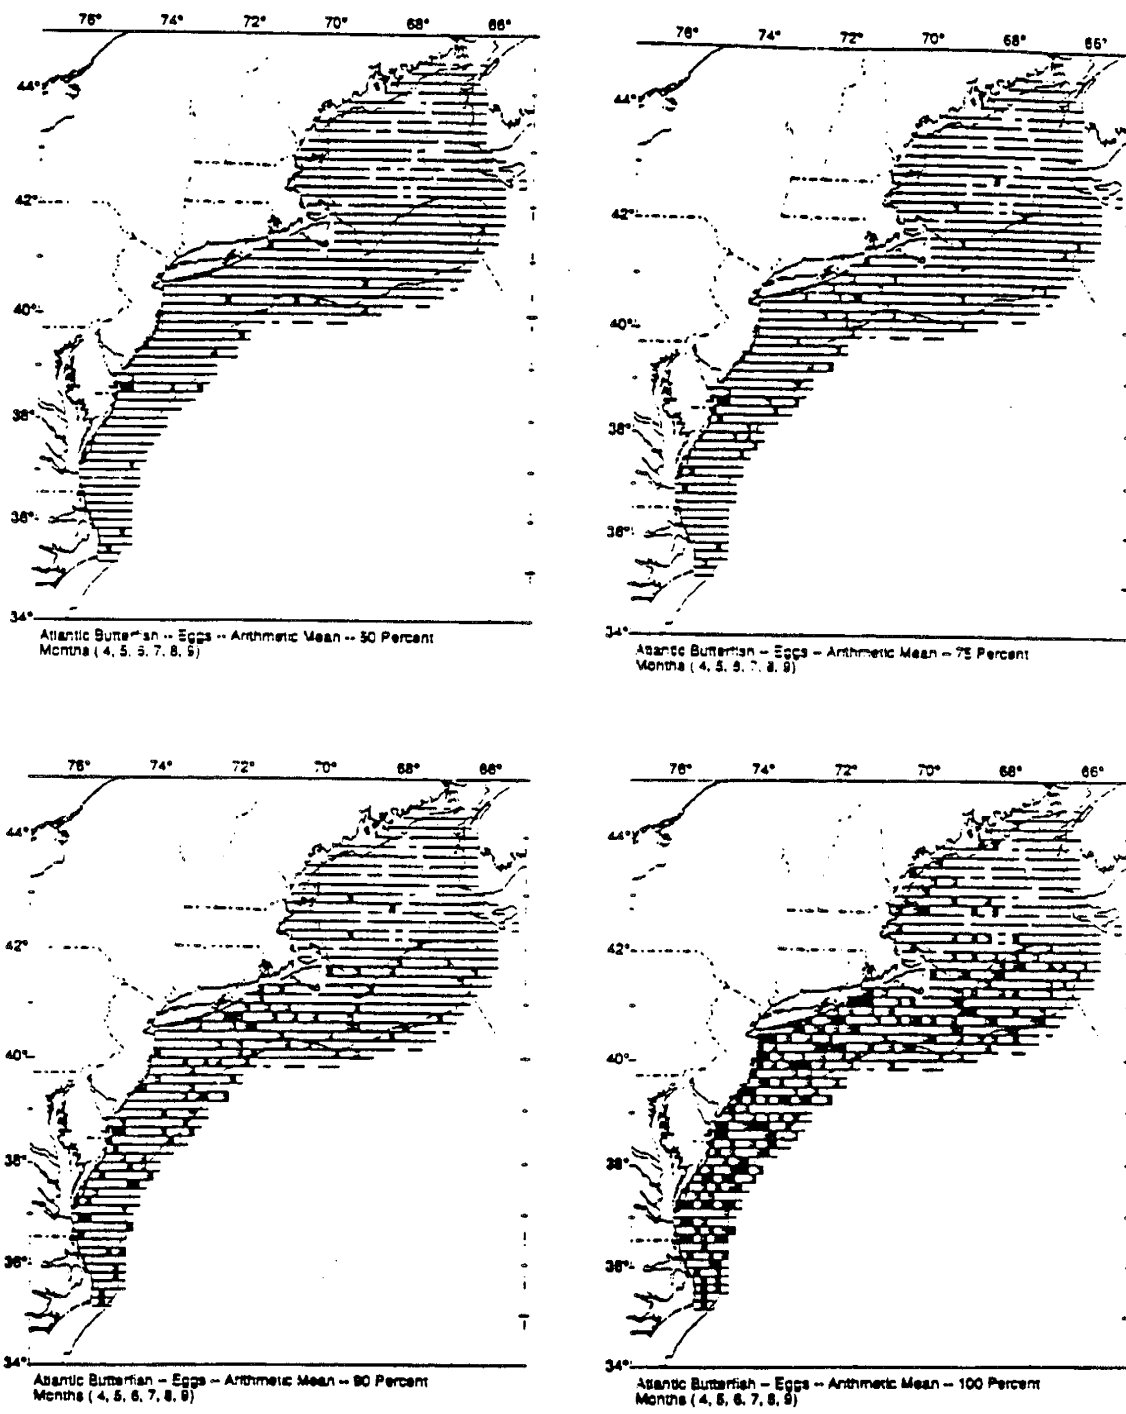 76° 74° 72° 70° 68° 66°
44°
42°
40°
38°
36°
34°
Atlantic Butterfish -- Eggs -- Arithmetic Mean -- 50 Percent
Months ( 4, 5, 6, 7, 8, 9)
76° 74° 72° 70° 68° 66°
44°
42°
40°
38°
36°
34°
Atlantic Butterfish -- Eggs -- Arithmetic Mean -- 75 Percent
Months ( 4, 5, 6, 7, 8, 9)
76° 74° 72° 70° 68° 66°
44°
42°
40°
38°
36°
34°
Atlantic Butterfish -- Eggs -- Arithmetic Mean -- 90 Percent
Months ( 4, 5, 6, 7, 8, 9)
76° 74° 72° 70° 68° 66°
44°
42°
40°
38°
36°
34°
Atlantic Butterfish -- Eggs -- Arithmetic Mean -- 100 Percent
Months ( 4, 5, 6, 7, 8, 9)